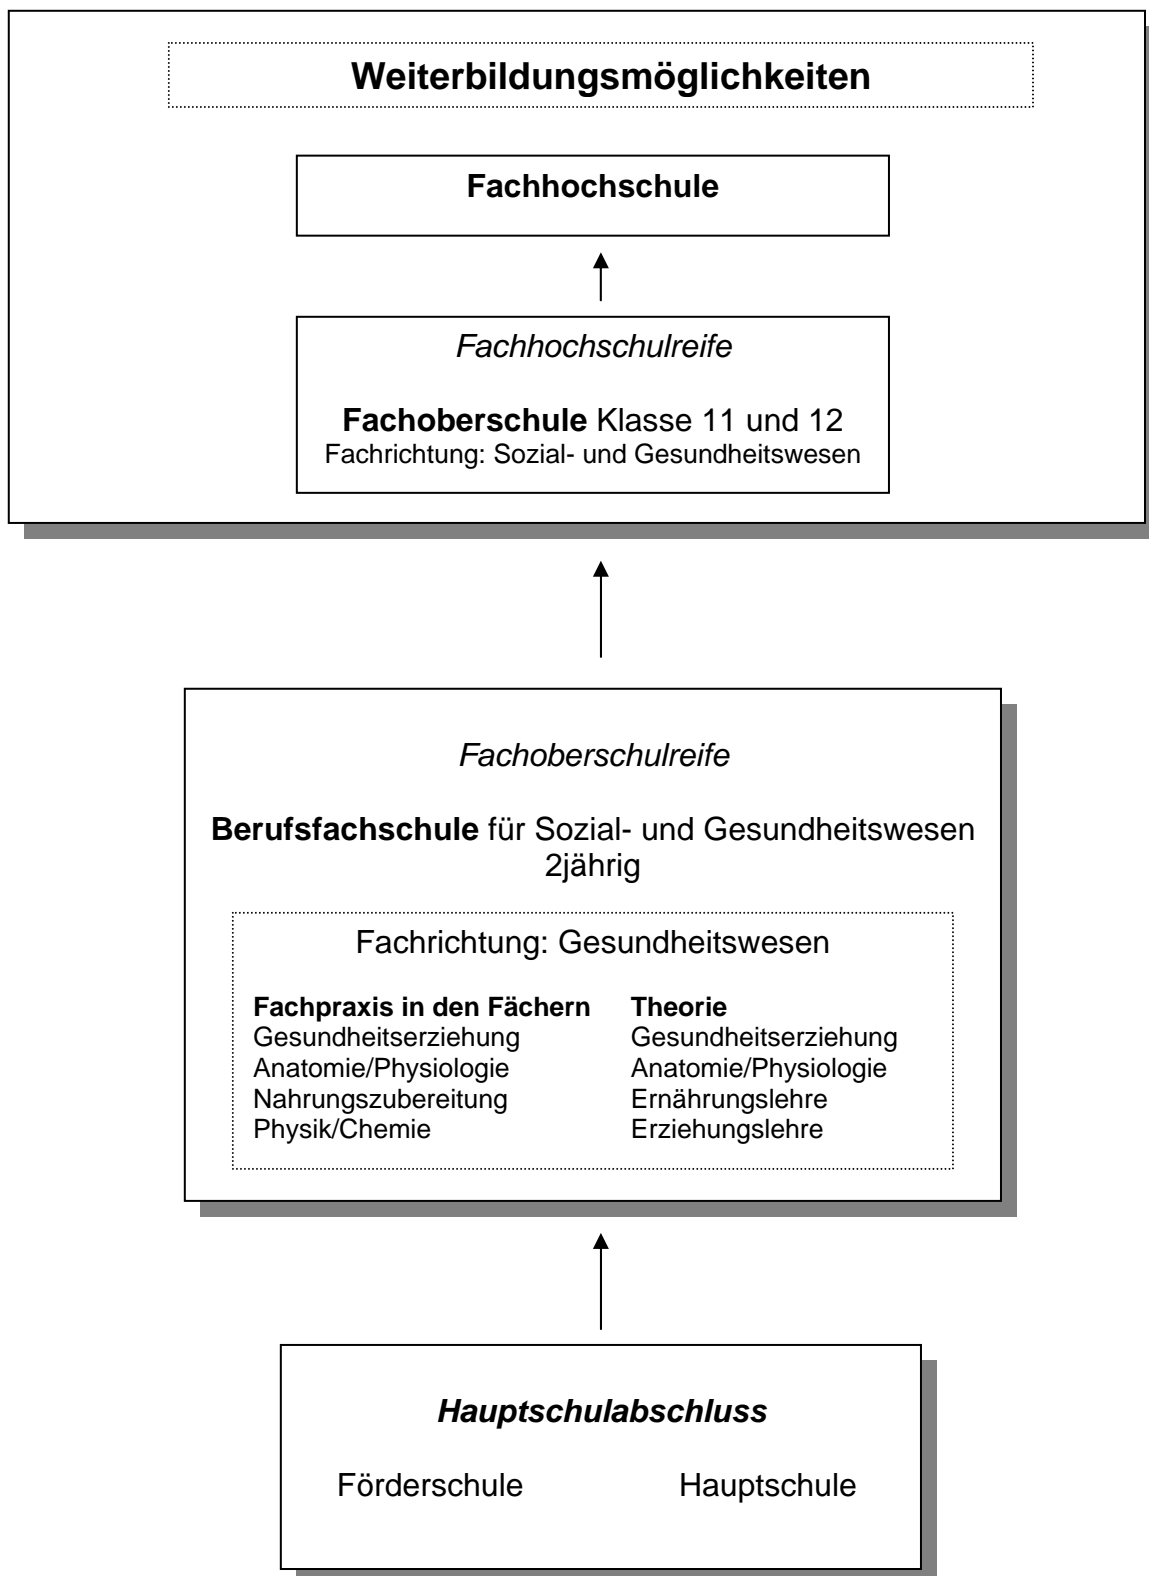 Weiterbildungsmöglichkeiten
Fachhochschule
Fachhochschulreife
Fachoberschule Klasse 11 und 12
Fachrichtung: Sozial- und Gesundheitswesen
Fachoberschulreife
Berufsfachschule für Sozial- und Gesundheitswesen
2jährig
Fachrichtung: Gesundheitswesen
Fachpraxis in den Fächern
Gesundheitserziehung
Anatomie/Physiologie
Nahrungszubereitung
Physik/Chemie
Theorie
Gesundheitserziehung
Anatomie/Physiologie
Ernährungslehre
Erziehungslehre
Hauptschulabschluss
Förderschule Hauptschule